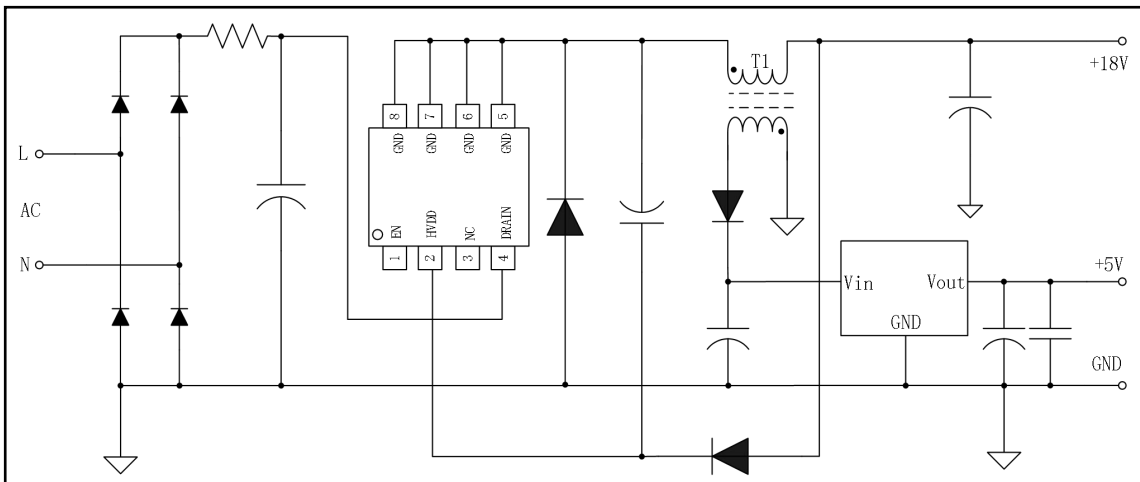 T1
+18V
8
7
6
5
GND
GND
GND
GND
L
AC
N
EN
HVDD
NC
DRAIN
1
2
3
4
+5V
Vin
Vout
GND
GND